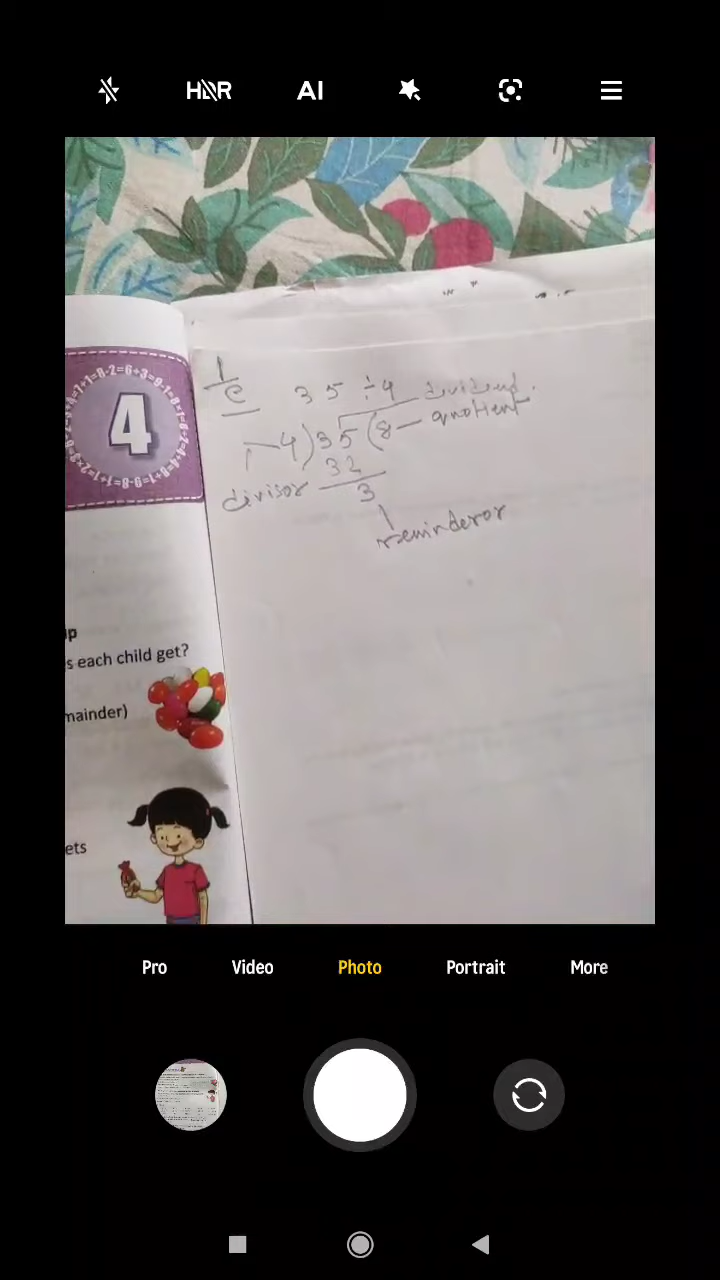 HDR AI
4
1
e
35 ÷ 4 dividend.
4)35(8 — quotient
32
divisor
3
reminderor
up
s each child get?
mainder)
ets
Pro Video Photo Portrait More